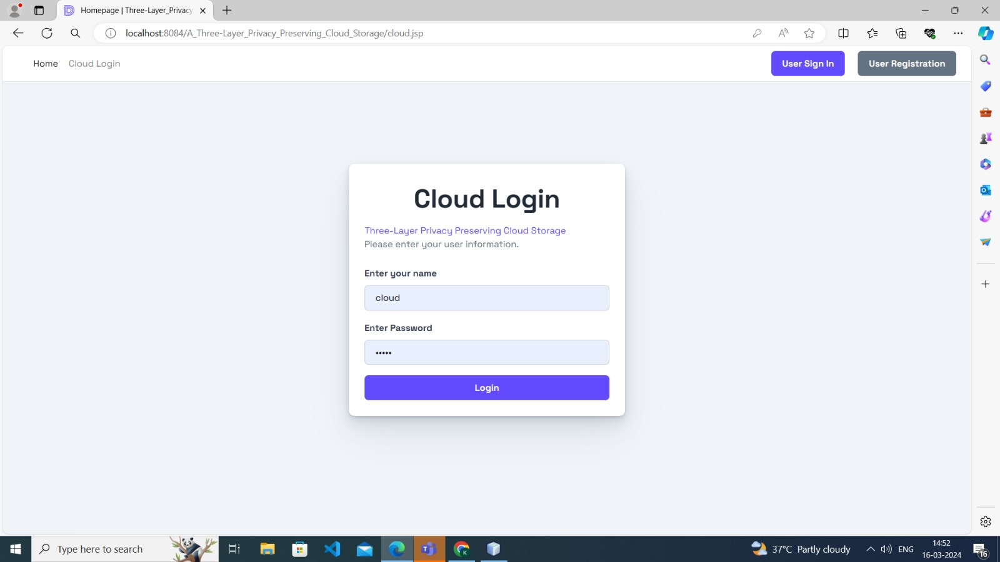 Homepage | Three-Layer_Privacy
localhost:8084/A_Three-Layer_Privacy_Preserving_Cloud_Storage/cloud.jsp
Home Cloud Login User Sign In User Registration
Cloud Login
Three-Layer Privacy Preserving Cloud Storage
Please enter your user information.
Enter your name
cloud
Enter Password
•••••
Login
Type here to search 37°C Partly cloudy ENG 14:52
16-03-2024 16